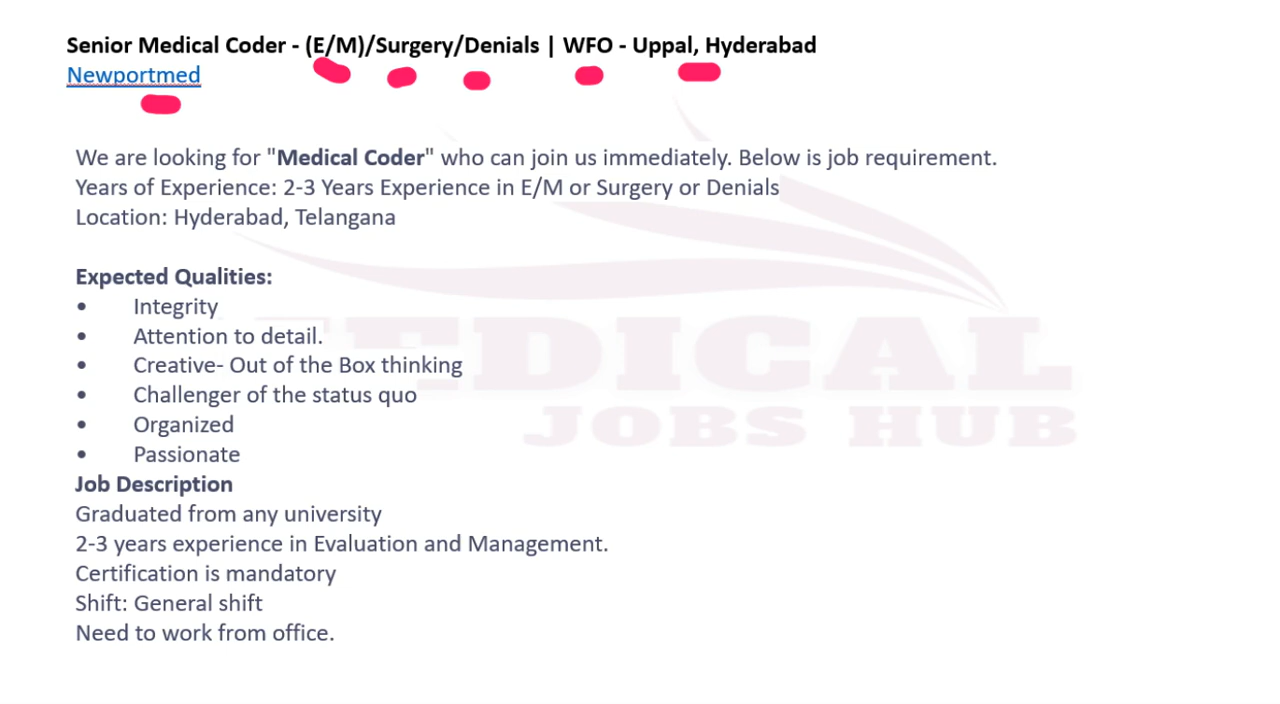 Senior Medical Coder - (E/M)/Surgery/Denials | WFO - Uppal, Hyderabad
Newportmed
We are looking for "Medical Coder" who can join us immediately. Below is job requirement.
Years of Experience: 2-3 Years Experience in E/M or Surgery or Denials
Location: Hyderabad, Telangana
Expected Qualities:
• Integrity
• Attention to detail.
• Creative- Out of the Box thinking
• Challenger of the status quo
• Organized
• Passionate
Job Description
Graduated from any university
2-3 years experience in Evaluation and Management.
Certification is mandatory
Shift: General shift
Need to work from office.
MEDICAL
JOBS HUB